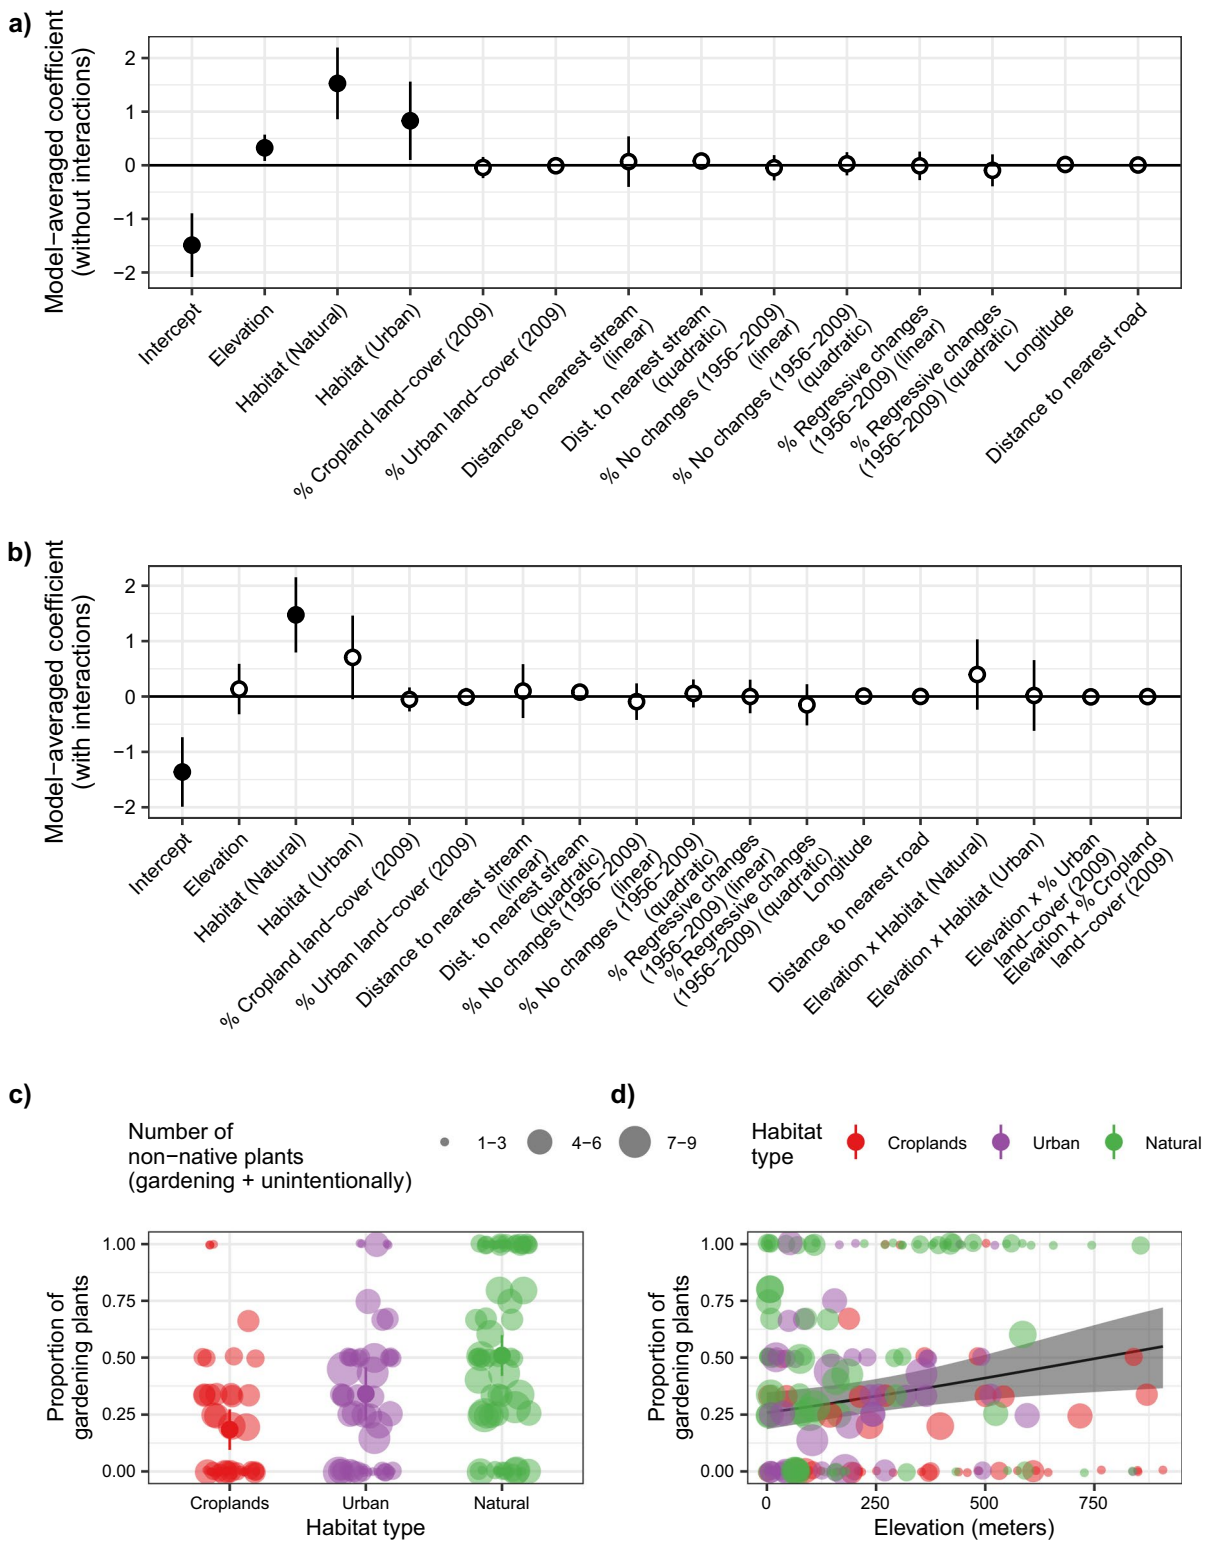 a)
Model−averaged coefficient
(without interactions)
2
1
0
−1
−2
Intercept
Elevation
Habitat (Natural)
Habitat (Urban)
% Cropland land−cover (2009)
% Urban land−cover (2009)
Distance to nearest stream
(linear)
Dist. to nearest stream
(quadratic)
% No changes (1956−2009)
(linear)
% No changes (1956−2009)
(quadratic)
% Regressive changes
(1956−2009) (linear)
% Regressive changes
(1956−2009) (quadratic)
Longitude
Distance to nearest road
b)
Model−averaged coefficient
(with interactions)
2
1
0
−1
−2
Intercept
Elevation
Habitat (Natural)
Habitat (Urban)
% Cropland land−cover (2009)
% Urban land−cover (2009)
Distance to nearest stream
(linear)
Dist. to nearest stream
(quadratic)
% No changes (1956−2009)
(linear)
% No changes (1956−2009)
(quadratic)
% Regressive changes
(1956−2009) (linear)
% Regressive changes
(1956−2009) (quadratic)
Longitude
Distance to nearest road
Elevation x Habitat (Natural)
Elevation x Habitat (Urban)
Elevation x % Urban
land−cover (2009)
Elevation x % Cropland
land−cover (2009)
c)
Number of
non−native plants
(gardening + unintentionally)
1−3
4−6
7−9
Proportion of
gardening plants
1.00
0.75
0.50
0.25
0.00
Croplands
Urban
Natural
Habitat type
d)
Habitat
type
Croplands
Urban
Natural
Proportion of
gardening plants
1.00
0.75
0.50
0.25
0.00
0
250
500
750
Elevation (meters)